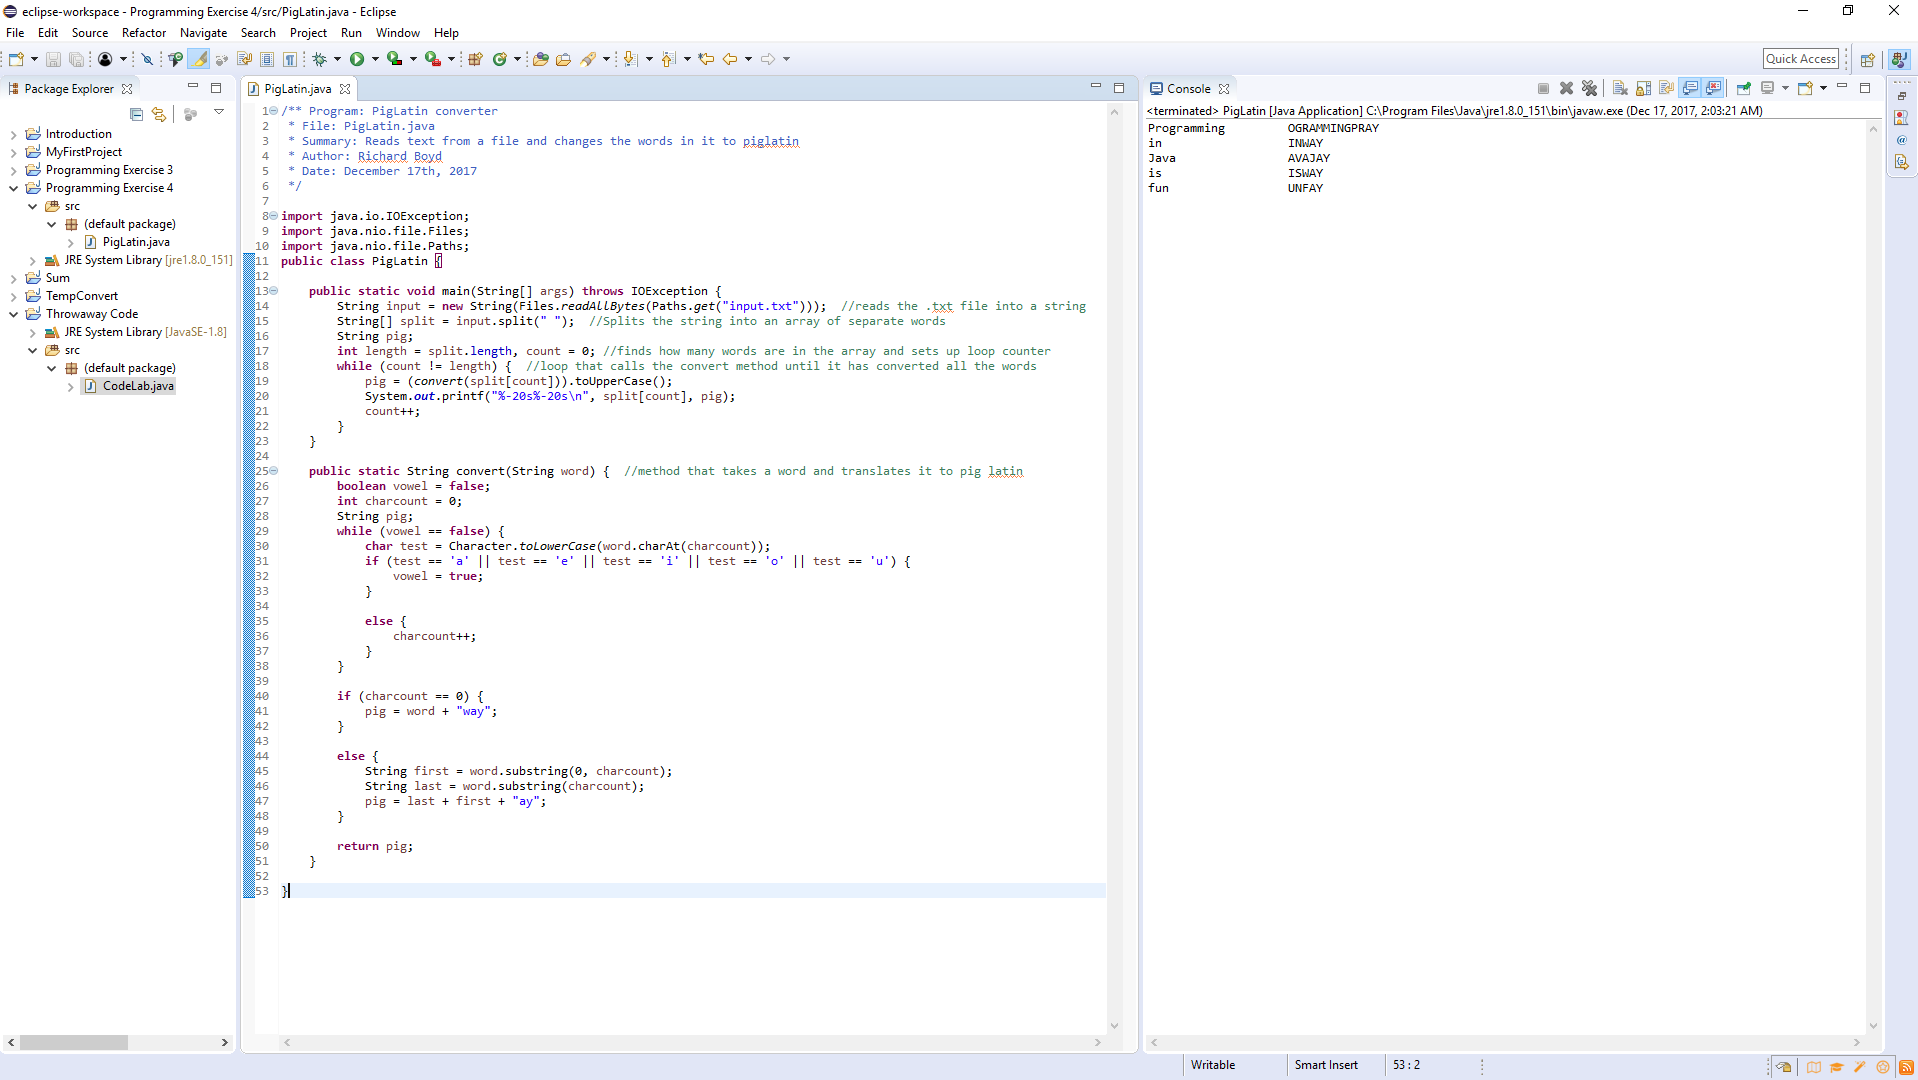 eclipse-workspace - Programming Exercise 4/src/PigLatin.java - Eclipse
File Edit Source Refactor Navigate Search Project Run Window Help
Quick Access
Package Explorer
Introduction
MyFirstProject
Programming Exercise 3
Programming Exercise 4
src
(default package)
PigLatin.java
JRE System Library [jre1.8.0_151]
Sum
TempConvert
Throwaway Code
JRE System Library [JavaSE-1.8]
src
(default package)
CodeLab.java
PigLatin.java
1 /** Program: PigLatin converter
2  * File: PigLatin.java
3  * Summary: Reads text from a file and changes the words in it to piglatin
4  * Author: Richard Boyd
5  * Date: December 17th, 2017
6  */
7
8 import java.io.IOException;
9 import java.nio.file.Files;
10 import java.nio.file.Paths;
11 public class PigLatin {
12
13     public static void main(String[] args) throws IOException {
14         String input = new String(Files.readAllBytes(Paths.get("input.txt")));  //reads the .txt file into a string
15         String[] split = input.split(" ");  //Splits the string into an array of separate words
16         String pig;
17         int length = split.length, count = 0; //finds how many words are in the array and sets up loop counter
18         while (count != length) {  //loop that calls the convert method until it has converted all the words
19             pig = (convert(split[count])).toUpperCase();
20             System.out.printf("%-20s%-20s\n", split[count], pig);
21             count++;
22         }
23     }
24
25     public static String convert(String word) {  //method that takes a word and translates it to pig latin
26         boolean vowel = false;
27         int charcount = 0;
28         String pig;
29         while (vowel == false) {
30             char test = Character.toLowerCase(word.charAt(charcount));
31             if (test == 'a' || test == 'e' || test == 'i' || test == 'o' || test == 'u') {
32                 vowel = true;
33             }
34
35             else {
36                 charcount++;
37             }
38         }
39
40         if (charcount == 0) {
41             pig = word + "way";
42         }
43
44         else {
45             String first = word.substring(0, charcount);
46             String last = word.substring(charcount);
47             pig = last + first + "ay";
48         }
49
50         return pig;
51     }
52
53 }
Console
<terminated> PigLatin [Java Application] C:\Program Files\Java\jre1.8.0_151\bin\javaw.exe (Dec 17, 2017, 2:03:21 AM)
Programming         OGRAMMINGPRAY
in                  INWAY
Java                AVAJAY
is                  ISWAY
fun                 UNFAY
Writable Smart Insert 53 : 2